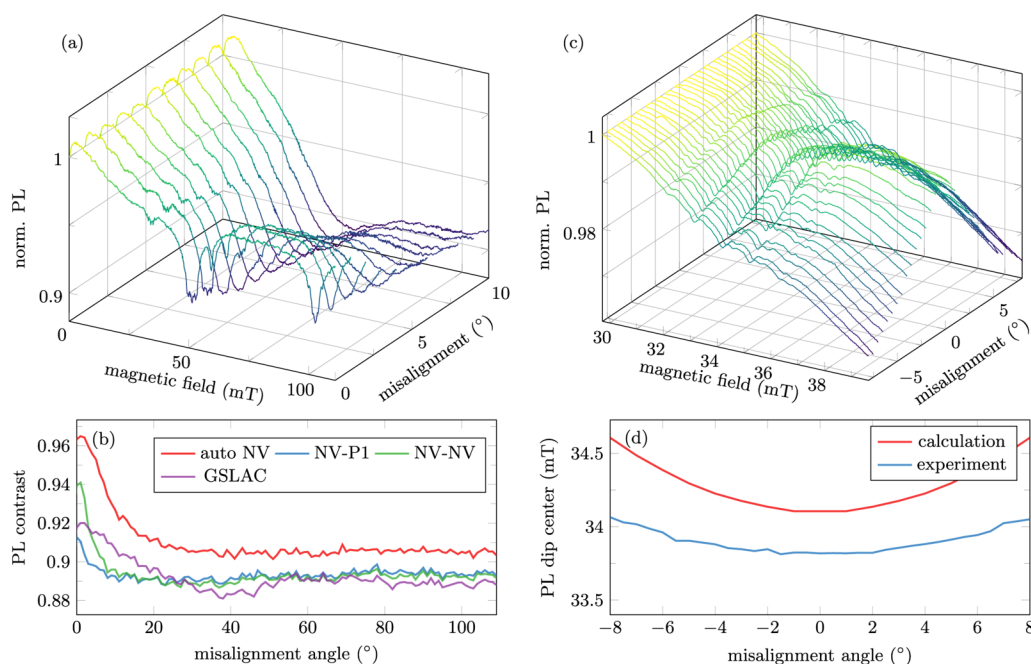 (a)
norm. PL
1
0.9
0
50
100
magnetic field (mT)
0
5
10
misalignment (°)
(c)
norm. PL
1
0.98
30
32
34
36
38
magnetic field (mT)
−5
0
5
misalignment (°)
(b)
PL contrast
0.96
0.94
0.92
0.9
0.88
auto NV NV-P1 NV-NV
GSLAC
0 20 40 60 80 100
misalignment angle (°)
(d)
PL dip center (mT)
34.5
34
33.5
calculation
experiment
−8 −6 −4 −2 0 2 4 6 8
misalignment angle (°)